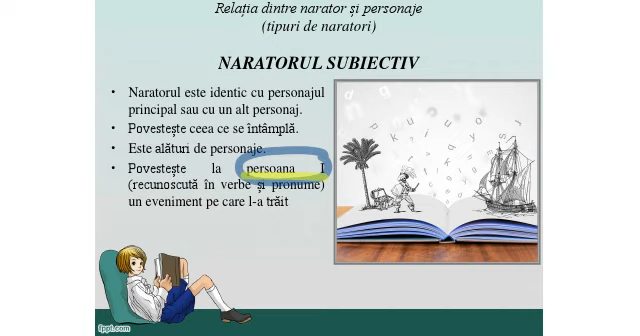 Relația dintre narator și personaje
(tipuri de naratori)
NARATORUL SUBIECTIV
• Naratorul este identic cu personajul
principal sau cu un alt personaj.
• Povestește ceea ce se întâmplă.
• Este alături de personaje.
• Povestește la persoana I
(recunoscută în verbe și pronume)
un eveniment pe care l-a trăit
fppt.com